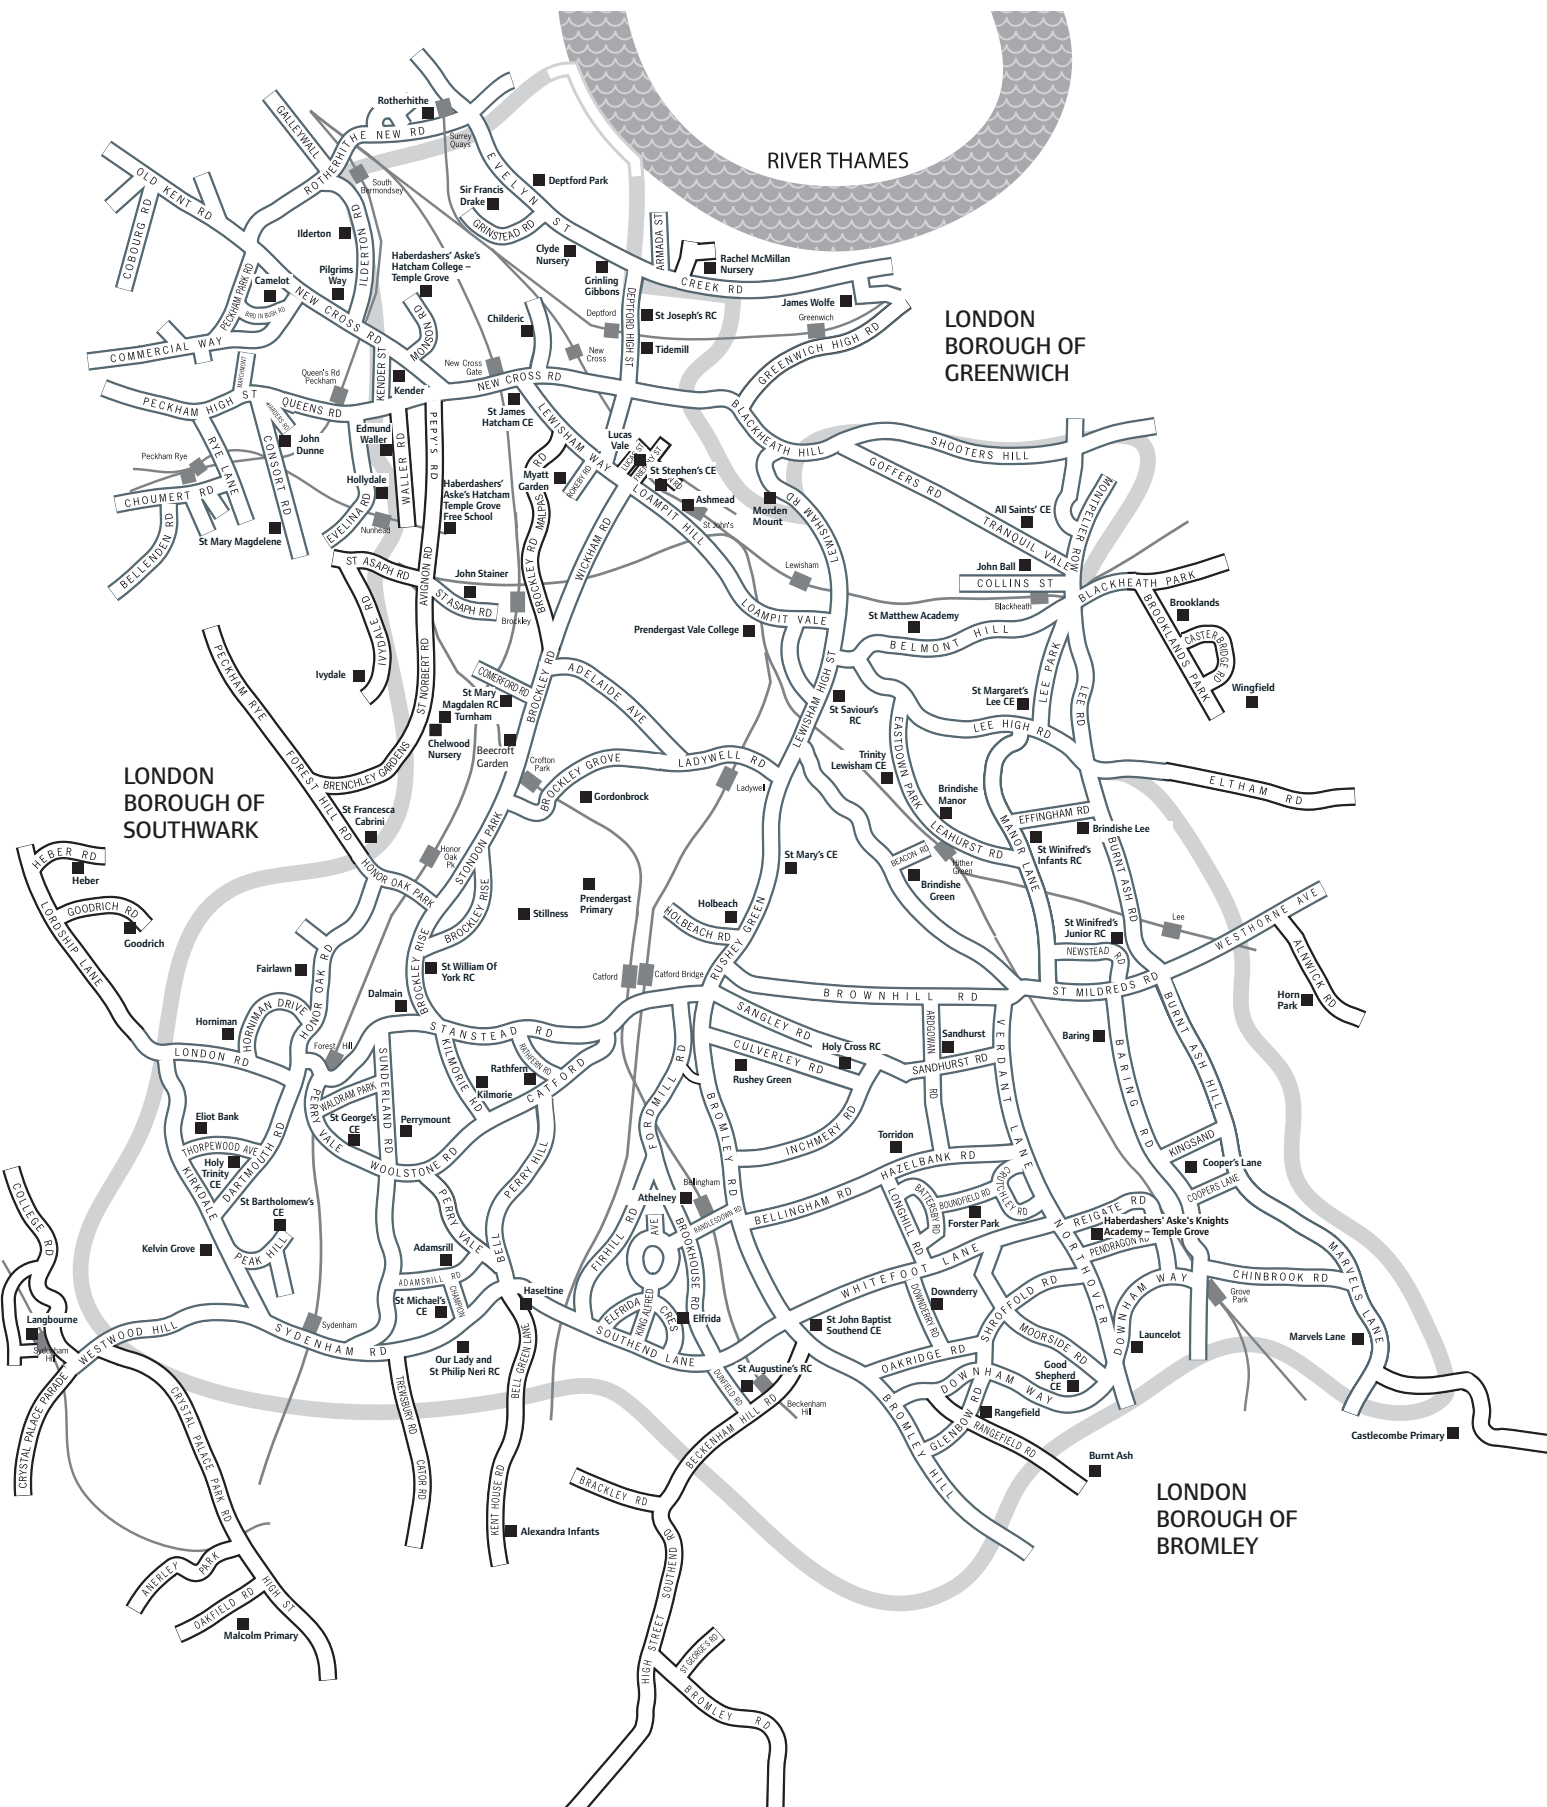 RIVER THAMES
LONDON
BOROUGH OF
GREENWICH
LONDON
BOROUGH OF
SOUTHWARK
LONDON
BOROUGH OF
BROMLEY
Rotherhithe
GALLEYWALL
ROTHERHITHE NEW RD
Surrey
Quays
EVELYN ST
Deptford Park
South
Bermondsey
Sir Francis
Drake
GRINSTEAD RD
OLD KENT RD
COBOURG RD
Ilderton
ILDERTON RD
Haberdashers' Aske's
Hatcham College –
Temple Grove
Clyde
Nursery
Grinling
Gibbons
ARMADA ST
Rachel McMillan
Nursery
CREEK RD
Pilgrims
Way
Camelot
PECKHAM PARK RD
BIRD IN BUSH RD
NEW CROSS RD
MONSON RD
Childeric
Deptford
DEPTFORD HIGH ST
St Joseph's RC
James Wolfe
Greenwich
GREENWICH HIGH RD
COMMERCIAL WAY
New Cross
Gate
New
Cross
Tidemill
MARCHMONT
KENDER ST
Kender
Queen's Rd
Peckham
NEW CROSS RD
PECKHAM HIGH ST
QUEENS RD
St James
Hatcham CE
LEWISHAM WAY
BLACKHEATH HILL
SHOOTERS HILL
RYE LANE
CONSORT RD
John
Dunne
Edmund
Waller
WALLER RD
PEPYS RD
Lucas
Vale
LUCAS ST
St Stephen's CE
Peckham Rye
CHOUMERT RD
Hollydale
EVELINA RD
Nunhead
Haberdashers'
Aske's Hatcham
Temple Grove
Free School
Myatt
Garden
ROKEBY RD
MALPAS RD
LOAMPIT HILL
Ashmead
St John's
Morden
Mount
LEWISHAM RD
GOFFERS RD
MONTPELIER ROW
All Saints' CE
TRANQUIL VALE
St Mary Magdelene
BELLENDEN RD
ST ASAPH RD
AVIGNON RD
John Stainer
ST ASAPH RD
BROCKLEY RD
WICKHAM RD
Brockley
Lewisham
John Ball
COLLINS ST
Blackheath
BLACKHEATH PARK
BROOKLANDS PARK
Brooklands
CASTERBRIDGE RD
Wingfield
IVYDALE RD
Ivydale
LOAMPIT VALE
Prendergast Vale College
St Matthew Academy
BELMONT HILL
PECKHAM RYE
ST NORBERT RD
COMERFORD RD
St Mary
Magdalen RC
Turnham
Chelwood
Nursery
Beecroft
Garden
BROCKLEY RD
ADELAIDE AVE
LEWISHAM HIGH ST
St Saviour's
RC
St Margaret's
Lee CE
LEE PARK
LEE RD
LEE HIGH RD
FOREST HILL RD
BRENCHLEY GARDENS
Crofton
Park
BROCKLEY GROVE
LADYWELL RD
Ladywell
Trinity
Lewisham CE
EASTDOWN PARK
ELTHAM RD
Gordonbrock
Brindishe
Manor
EFFINGHAM RD
Brindishe Lee
St Winifred's
Infants RC
LEAHURST RD
MANOR LANE
BURNT ASH RD
BEACON RD
Hither
Green
Brindishe
Green
St Francesca
Cabrini
Honor
Oak
Pk
HONOR OAK PARK
STONDON PARK
BROCKLEY RISE
HEBER RD
Heber
GOODRICH RD
Goodrich
LORDSHIP LANE
Stillness
Prendergast
Primary
St Mary's CE
Holbeach
HOLBEACH RD
RUSHEY GREEN
St Winifred's
Junior RC
NEWSTEAD RD
Lee
WESTHORNE AVE
ALNWICK RD
Horn
Park
Fairlawn
HONOR OAK RD
St William Of
York RC
BROCKLEY RISE
Dalmain
Catford
Catford Bridge
BROWNHILL RD
ST MILDREDS RD
Horniman
HORNIMAN DRIVE
LONDON RD
Forest Hill
STANSTEAD RD
KILMORIE RD
RATHFERN RD
Rathfern
Kilmorie
CATFORD
SANGLEY RD
CULVERLEY RD
Holy Cross RC
Rushey Green
ARDGOWAN RD
Sandhurst
SANDHURST RD
VERDANT LANE
Baring
BARING RD
BURNT ASH HILL
WALDRAM PARK
SUNDERLAND RD
PERRY VALE
St George's
CE
Perrymount
Eliot Bank
THORPEWOOD AVE
Holy
Trinity
CE
KIRKDALE
DARTMOUTH RD
WOOLSTONE RD
PERRY HILL
FORDMILL RD
BROMLEY RD
INCHMERY RD
Torridon
HAZELBANK RD
KINGSAND
Cooper's Lane
COOPERS LANE
St Bartholomew's
CE
Kelvin Grove
PEAK HILL
PERRY VALE
BELL
Adamsrill
ADAMSRILL RD
CHAMPION
St Michael's
CE
Athelney
Bellingham
RANDLESDOWN RD
BELLINGHAM RD
FIRHILL RD
AVE
BROOKHOUSE RD
LONGHILL RD
BATTERSBY RD
BOUNDFIELD RD
CRUTCHLEY RD
Forster Park
REIGATE RD
Haberdashers' Aske's Knights
Academy – Temple Grove
PENDRAGON RD
NORTHOVER
WHITEFOOT LANE
COLLEGE RD
Langbourne
Sydenham
Hill
WESTWOOD HILL
Sydenham
SYDENHAM RD
Haseltine
Our Lady and
St Philip Neri RC
ELFRIDA CRES
KING ALFRED
Elfrida
SOUTHEND LANE
St John Baptist
Southend CE
Downderry
DOWNDERRY RD
SHROFFOLD RD
MOORSIDE RD
DOWNHAM WAY
Launcelot
CHINBROOK RD
Grove
Park
MARVELS LANE
Marvels Lane
OAKRIDGE RD
DOWNHAM WAY
Good
Shepherd
CE
St Augustine's RC
DUNFIELD RD
Beckenham
Hill
BECKENHAM HILL RD
Rangefield
GLENBOW RD
RANGEFIELD RD
BROMLEY HILL
Burnt Ash
Castlecombe Primary
CRYSTAL PALACE PARADE
CRYSTAL PALACE PARK RD
TREWSBURY RD
CATOR RD
BELL GREEN LANE
KENT HOUSE RD
BRACKLEY RD
Alexandra Infants
ANERLEY PARK
OAKFIELD RD
HIGH ST
Malcolm Primary
SOUTHEND RD
HIGH STREET
ST GEORGE'S RD
BROMLEY RD